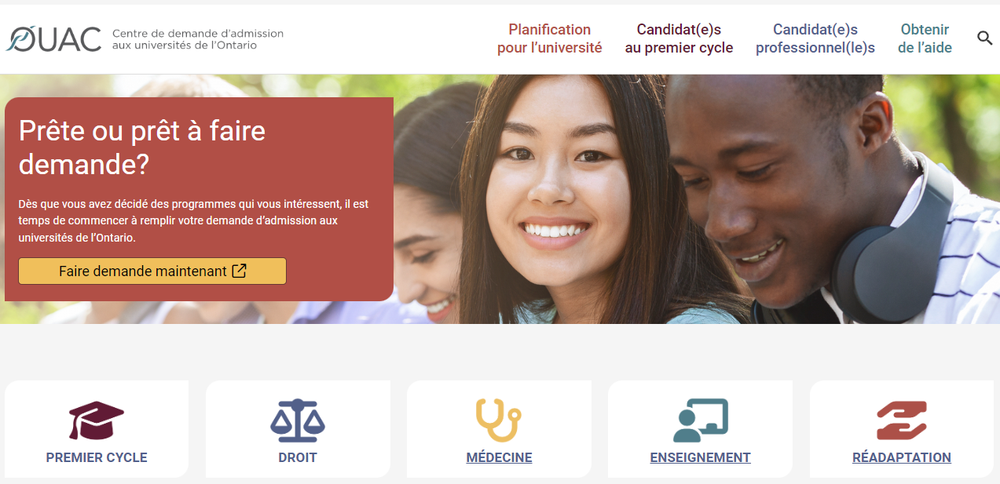 OUAC
Centre de demande d'admission
aux universités de l'Ontario
Planification
pour l'université
Candidat(e)s
au premier cycle
Candidat(e)s
professionnel(le)s
Obtenir
de l'aide
Prête ou prêt à faire
demande?
Dès que vous avez décidé des programmes qui vous intéressent, il est
temps de commencer à remplir votre demande d'admission aux
universités de l'Ontario.
Faire demande maintenant
PREMIER CYCLE
DROIT
MÉDECINE
ENSEIGNEMENT
RÉADAPTATION